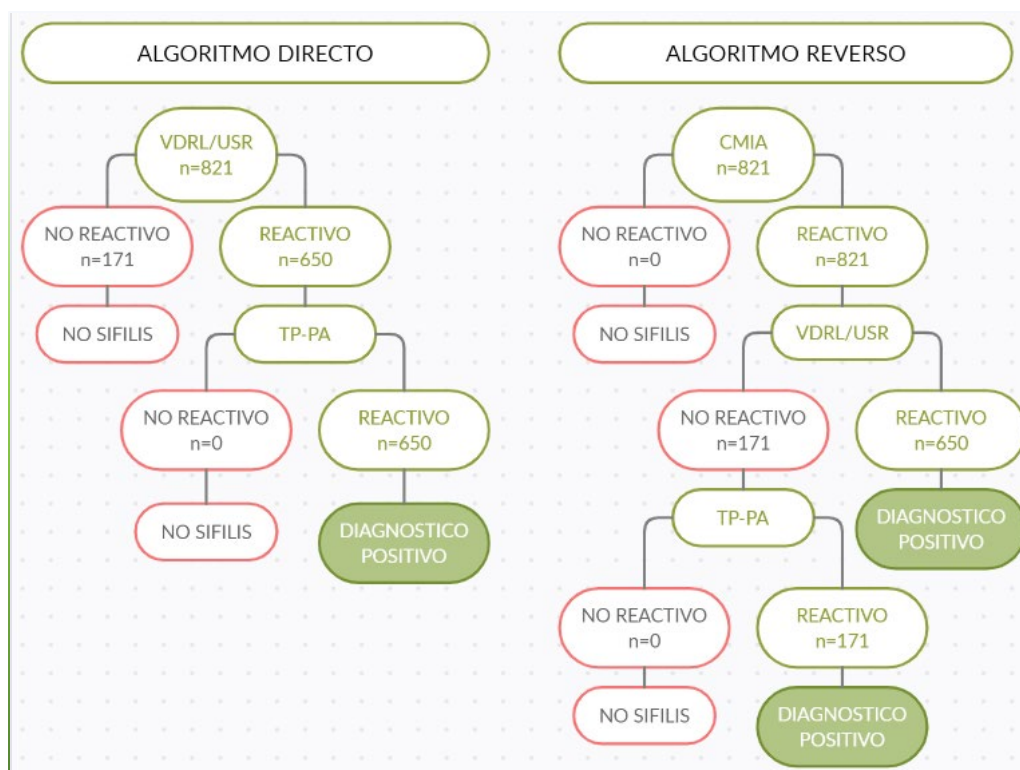 ALGORITMO DIRECTO
VDRL/USR
n=821
NO REACTIVO
n=171
REACTIVO
n=650
NO SIFILIS
TP-PA
NO REACTIVO
n=0
REACTIVO
n=650
NO SIFILIS
DIAGNOSTICO
POSITIVO
ALGORITMO REVERSO
CMIA
n=821
NO REACTIVO
n=0
REACTIVO
n=821
NO SIFILIS
VDRL/USR
NO REACTIVO
n=171
REACTIVO
n=650
TP-PA
DIAGNOSTICO
POSITIVO
NO REACTIVO
n=0
REACTIVO
n=171
NO SIFILIS
DIAGNOSTICO
POSITIVO